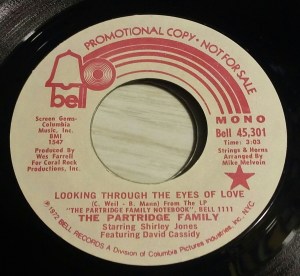 PROMOTIONAL COPY • NOT FOR SALE
bell
MONO
Screen Gems-
Columbia
Music, Inc.
BMI
1347
Produced by
Wes Farrell
For Coral Rock
Productions, Inc.
Bell 45,301
Time: 3:03
Strings & Horns
Arranged by
Mike Melvoin
LOOKING THROUGH THE EYES OF LOVE
(C. Weil - B. Mann) From The LP
"THE PARTRIDGE FAMILY NOTEBOOK", BELL 1111
THE PARTRIDGE FAMILY
Starring Shirley Jones
Featuring David Cassidy
℗ 1972 BELL RECORDS A Division of Columbia Pictures Industries, Inc., NYC